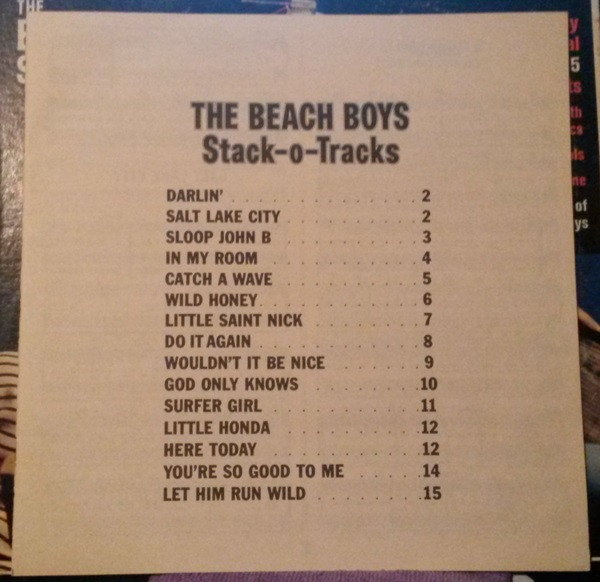 THE
THE BEACH BOYS
Stack-o-Tracks
DARLIN' . . . . . . . . . . . . . . 2
SALT LAKE CITY . . . . . . . . . . 2
SLOOP JOHN B . . . . . . . . . . 3
IN MY ROOM . . . . . . . . . . . 4
CATCH A WAVE . . . . . . . . . . 5
WILD HONEY . . . . . . . . . . . 6
LITTLE SAINT NICK . . . . . . . . 7
DO IT AGAIN . . . . . . . . . . . 8
WOULDN'T IT BE NICE . . . . . . 9
GOD ONLY KNOWS . . . . . . . . 10
SURFER GIRL . . . . . . . . . . . 11
LITTLE HONDA . . . . . . . . . . 12
HERE TODAY . . . . . . . . . . . 12
YOU'RE SO GOOD TO ME . . . . . 14
LET HIM RUN WILD . . . . . . . . 15
5
of